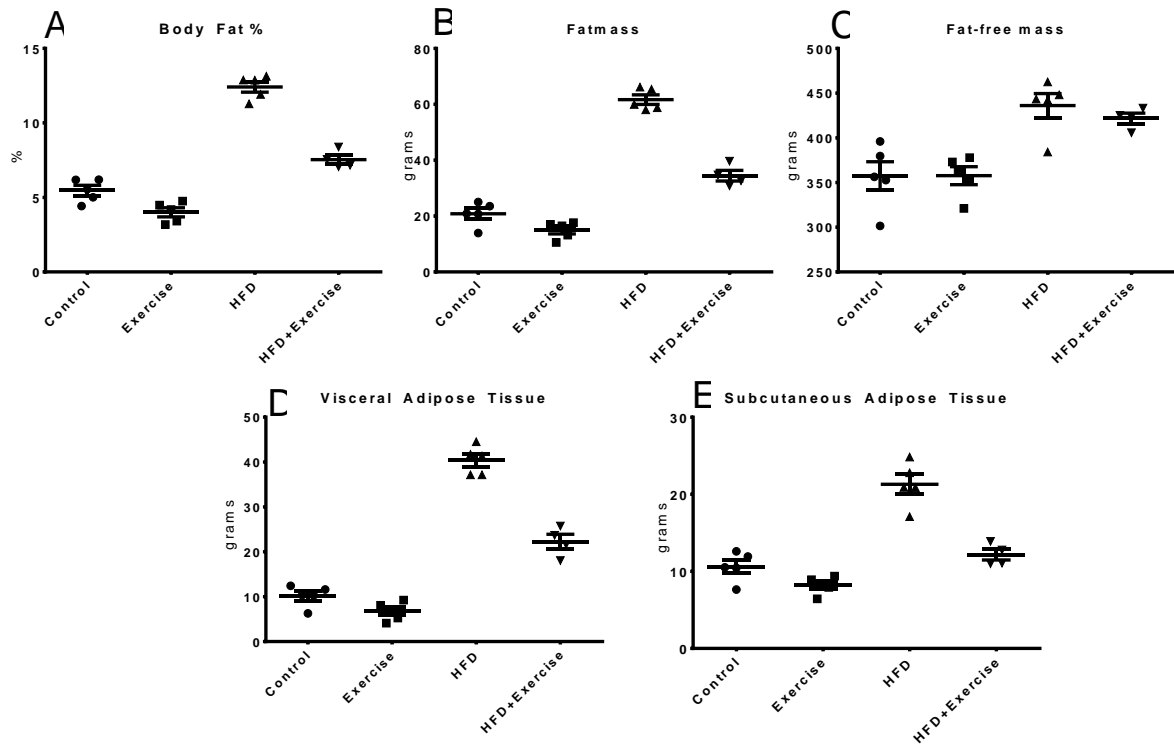 A
Body Fat %
15
10
5
0
%
Control
Exercise
HFD
HFD+Exercise
B
Fatmass
80
60
40
20
0
grams
Control
Exercise
HFD
HFD+Exercise
C
Fat-free mass
500
450
400
350
300
250
grams
Control
Exercise
HFD
HFD+Exercise
D
Visceral Adipose Tissue
50
40
30
20
10
0
grams
Control
Exercise
HFD
HFD+Exercise
E
Subcutaneous Adipose Tissue
30
20
10
0
grams
Control
Exercise
HFD
HFD+Exercise